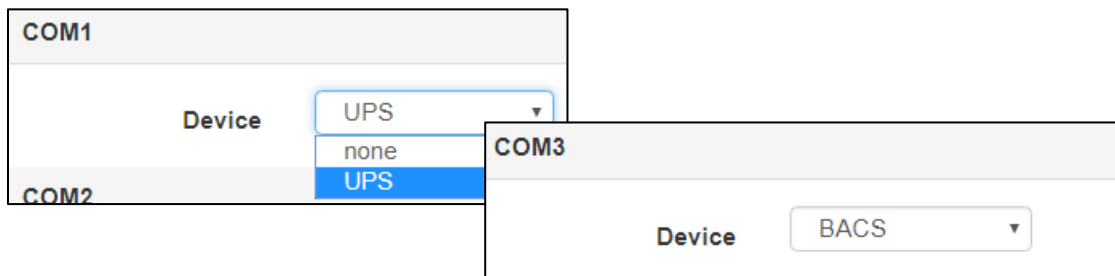 COM1
Device UPS
none
UPS
COM2
COM3
Device BACS